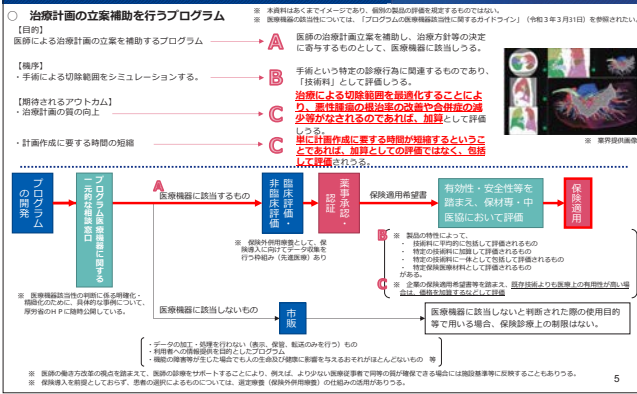 ○ 治療計画の立案補助を行うプログラム
※ 本資料はあくまでイメージであり、個別の製品の評価を規定するものではない。
※ 医療機器の該当性については、「プログラムの医療機器該当性に関するガイドライン」（令和３年３月31日）を参照されたい。
【目的】
医師による治療計画の立案を補助するプログラム
A
医師の治療計画立案を補助し、治療方針等の決定
に寄与するものとして、医療機器に該当しうる。
【機序】
・手術による切除範囲をシミュレーションする。
B
手術という特定の診療行為に関連するものであり、
「技術料」として評価しうる。
【期待されるアウトカム】
・治療計画の質の向上
C
治療による切除範囲を最適化することによ
り、悪性腫瘍の根治率の改善や合併症の減
少等がなされるのであれば、加算として評価
しうる。
・計画作成に要する時間の短縮
C
単に計画作成に要する時間が短縮するというこ
とであれば、加算としての評価ではなく、包括
して評価されうる。
※ 業界提供画像
プログラム
の開発
プログラム医療機器に関する
一元的な相談窓口
A
医療機器に該当するもの
臨床評価・
非臨床評価
薬事承認・
認証
保険適用希望書
有効性・安全性等を
踏まえ、保材専・中
医協において評価
保険適用
※ 保険外併用療養として、保
険導入に向けてデータ収集を
行う枠組み（先進医療）あり
B
※ 製品の特性によって、
・ 技術料に平均的に包括して評価されるもの
・ 特定の技術料に加算して評価されるもの
・ 特定の技術料に一体として包括して評価されるもの
・ 特定保険医療材料として評価されるもの
がある。
C
※ 企業の保険適用希望書等を踏まえ、既存技術よりも医療上の有用性が高い場
合は、価格を加算するなどして評価
※ 医療機器該当性の判断に係る明確化・
精緻化のために、具体的な事例について、
厚労省のＨＰに随時公開している。
医療機器に該当しないもの
市販
医療機器に該当しないと判断された際の使用目的
等で用いる場合、保険診療上の制限はない。
・データの加工・処理を行わない（表示、保管、転送のみを行う）もの
・利用者への情報提供を目的としたプログラム
・機能の障害等が生じた場合でも人の生命及び健康に影響を与えるおそれがほとんどないもの 等
※ 医師の働き方改革の視点を踏まえて、医師の診療をサポートすることにより、例えば、より少ない医療従事者で同等の質が確保できる場合には施設基準等に反映することもありうる。
※ 保険導入を前提としておらず、患者の選択によるものについては、選定療養（保険外併用療養）の仕組みの活用がありうる。
5